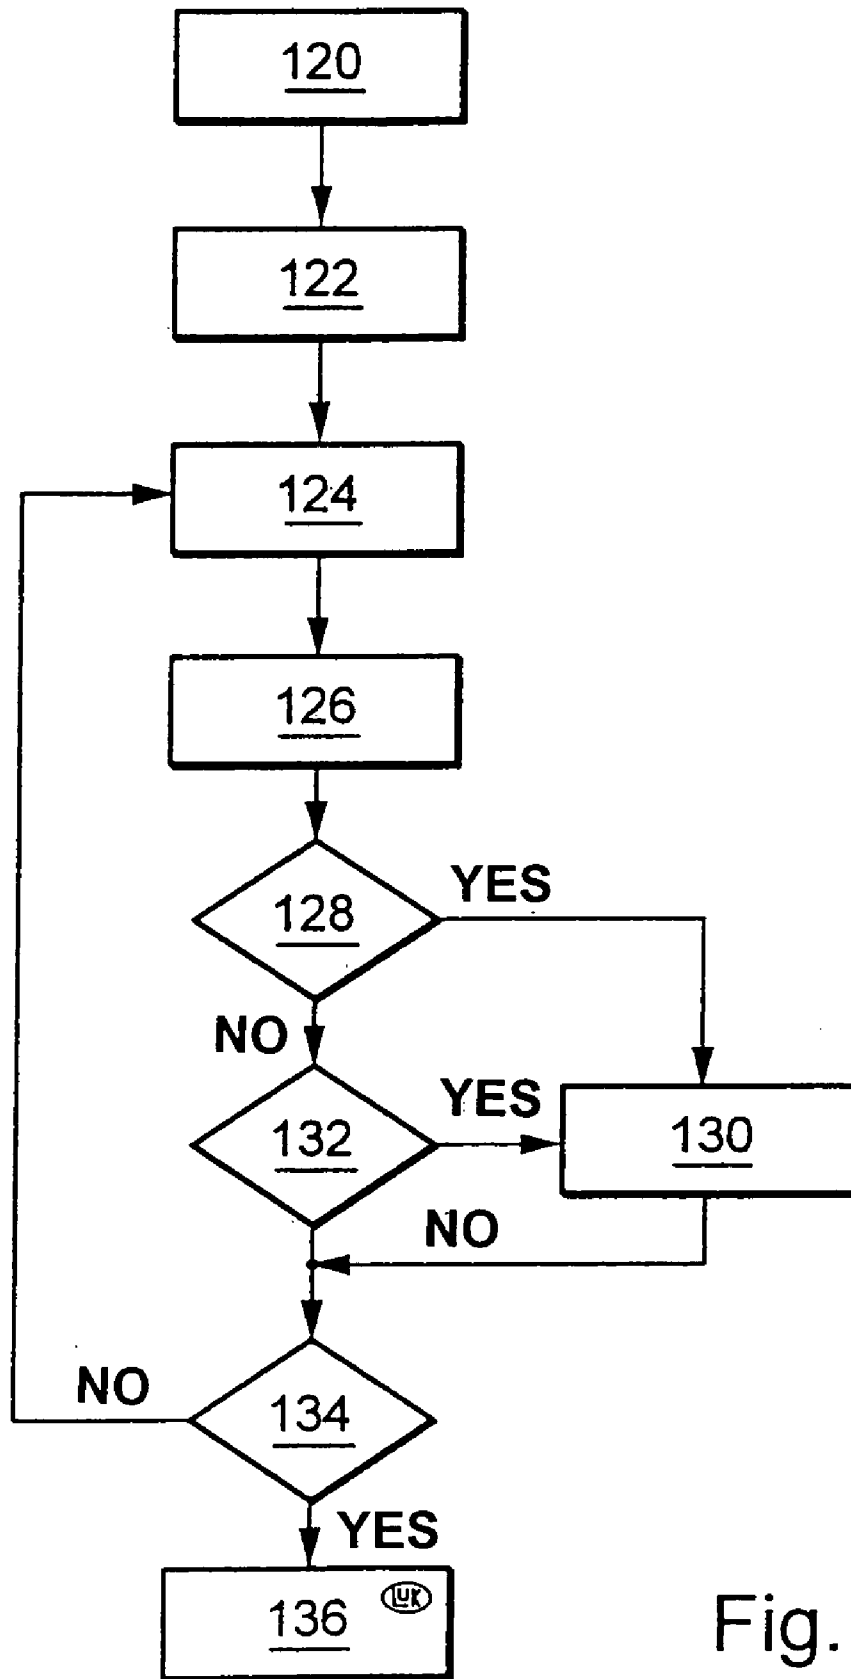 120
122
124
126
YES
128
NO
YES
132
130
NO
NO
134
YES
LUK
136
Fig.